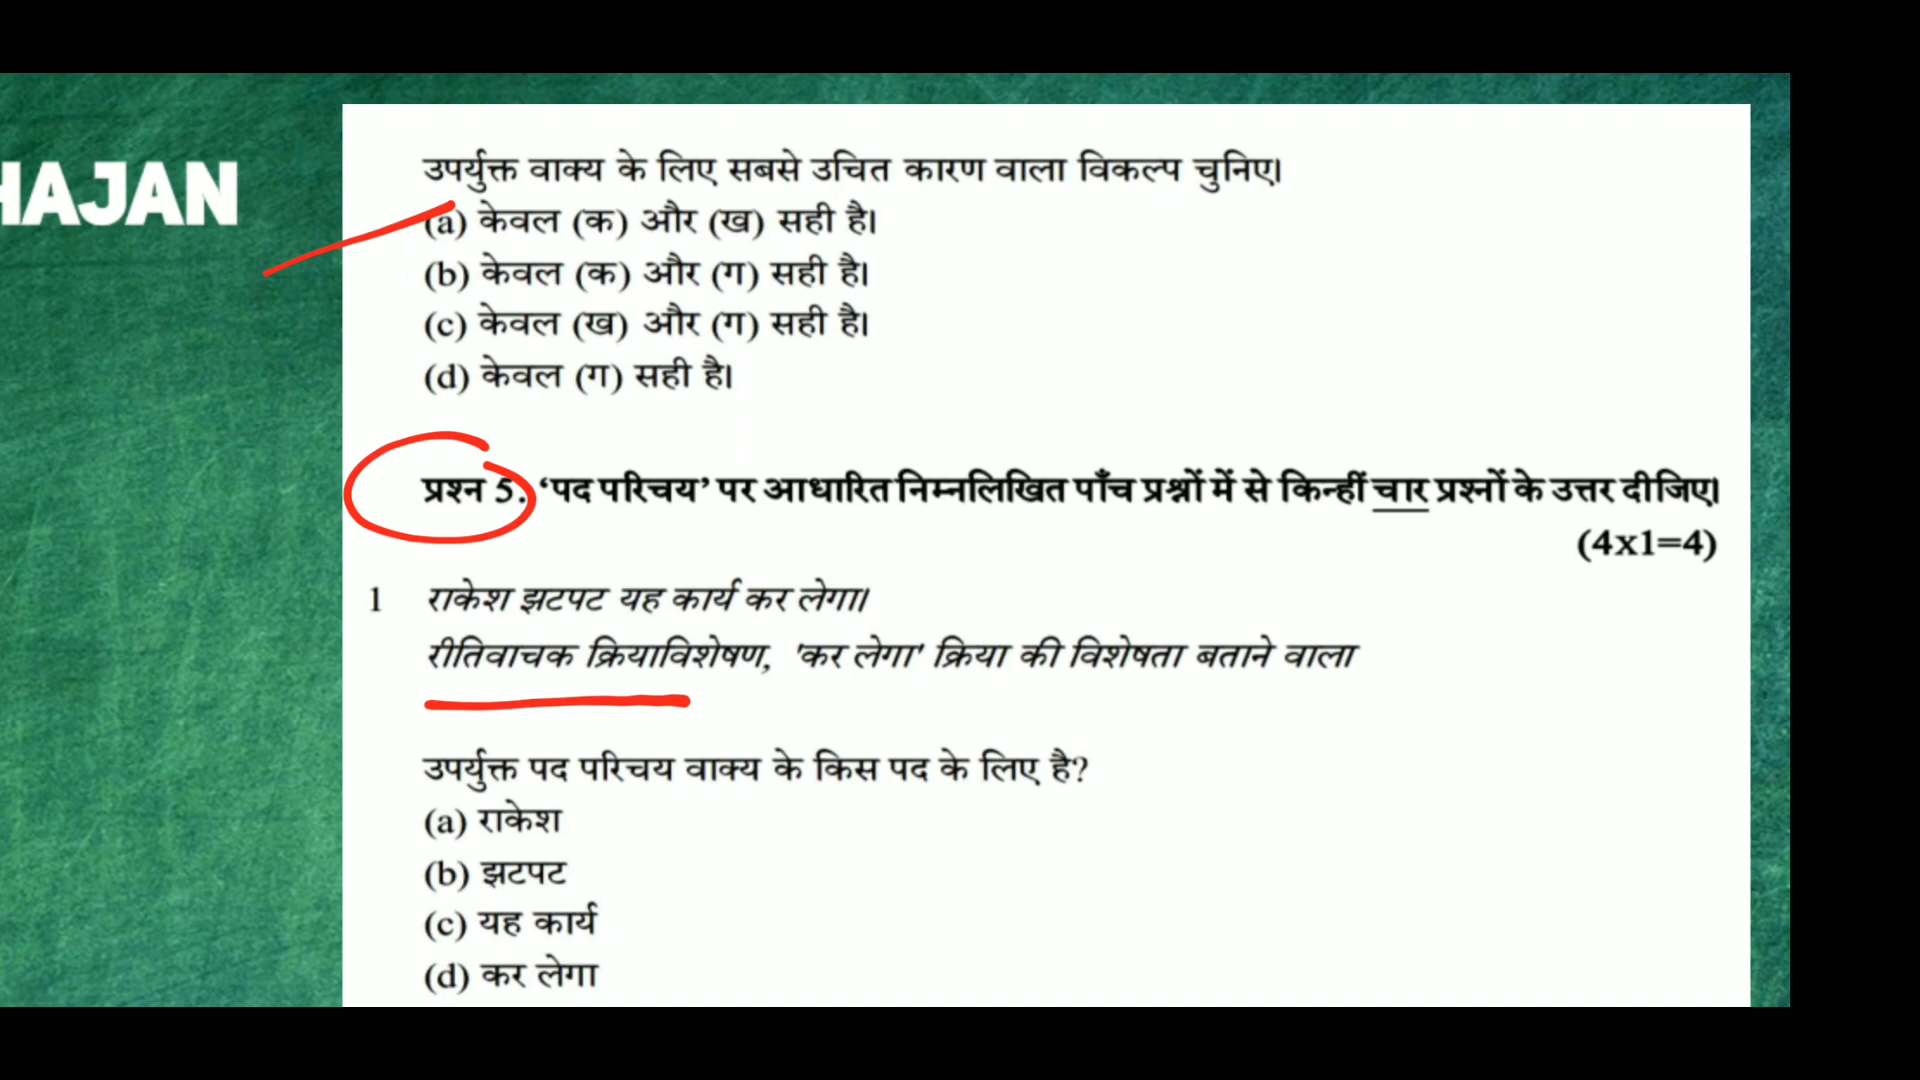 HAJAN
उपर्युक्त वाक्य के लिए सबसे उचित कारण वाला विकल्प चुनिए।
(a) केवल (क) और (ख) सही है।
(b) केवल (क) और (ग) सही है।
(c) केवल (ख) और (ग) सही है।
(d) केवल (ग) सही है।
प्रश्न 5. ‘पद परिचय’ पर आधारित निम्नलिखित पाँच प्रश्नों में से किन्हीं चार प्रश्नों के उत्तर दीजिए।
(4x1=4)
1 राकेश झटपट यह कार्य कर लेगा।
रीतिवाचक क्रियाविशेषण, 'कर लेगा' क्रिया की विशेषता बताने वाला
उपर्युक्त पद परिचय वाक्य के किस पद के लिए है?
(a) राकेश
(b) झटपट
(c) यह कार्य
(d) कर लेगा